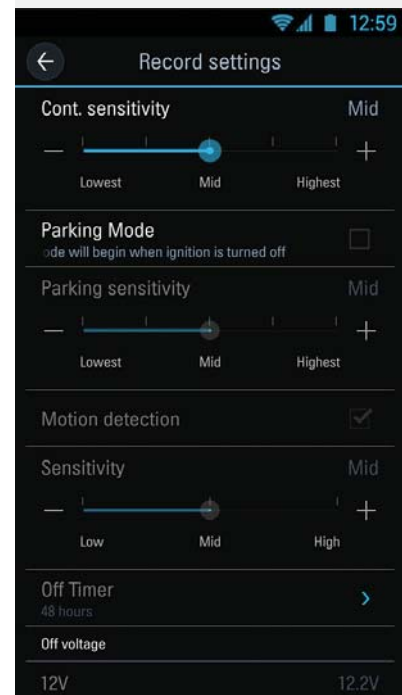 12:59
Record settings
Cont. sensitivity Mid
Lowest Mid Highest
Parking Mode
ode will begin when ignition is turned off
Parking sensitivity Mid
Lowest Mid Highest
Motion detection
Sensitivity Mid
Low Mid High
Off Timer
48 hours
Off voltage
12V 12.2V